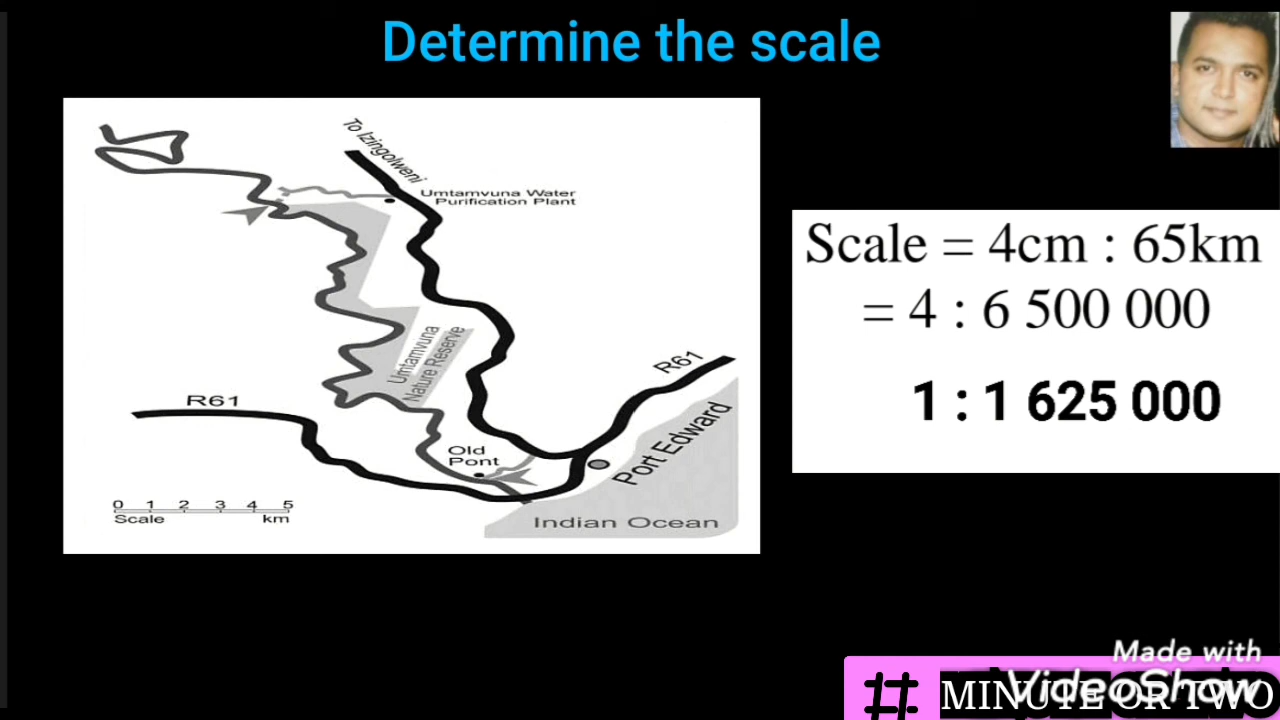 Determine the scale
To Izingolweni
Umtamvuna Water
Purification Plant
Umtamvuna
Nature Reserve
R61
R61
Old
Pont
Port Edward
0 1 2 3 4 5
Scale km
Indian Ocean
Scale = 4cm : 65km
= 4 : 6 500 000
1 : 1 625 000
Made with
VideoShow
# MINUTE OR TWO